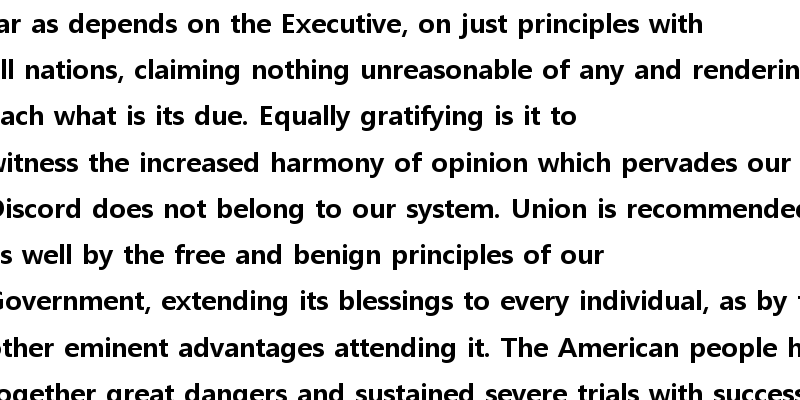 ar as depends on the Executive, on just principles with
ll nations, claiming nothing unreasonable of any and renderin
ach what is its due. Equally gratifying is it to
witness the increased harmony of opinion which pervades our
Discord does not belong to our system. Union is recommended
s well by the free and benign principles of our
Government, extending its blessings to every individual, as by
other eminent advantages attending it. The American people h
together great dangers and sustained severe trials with success